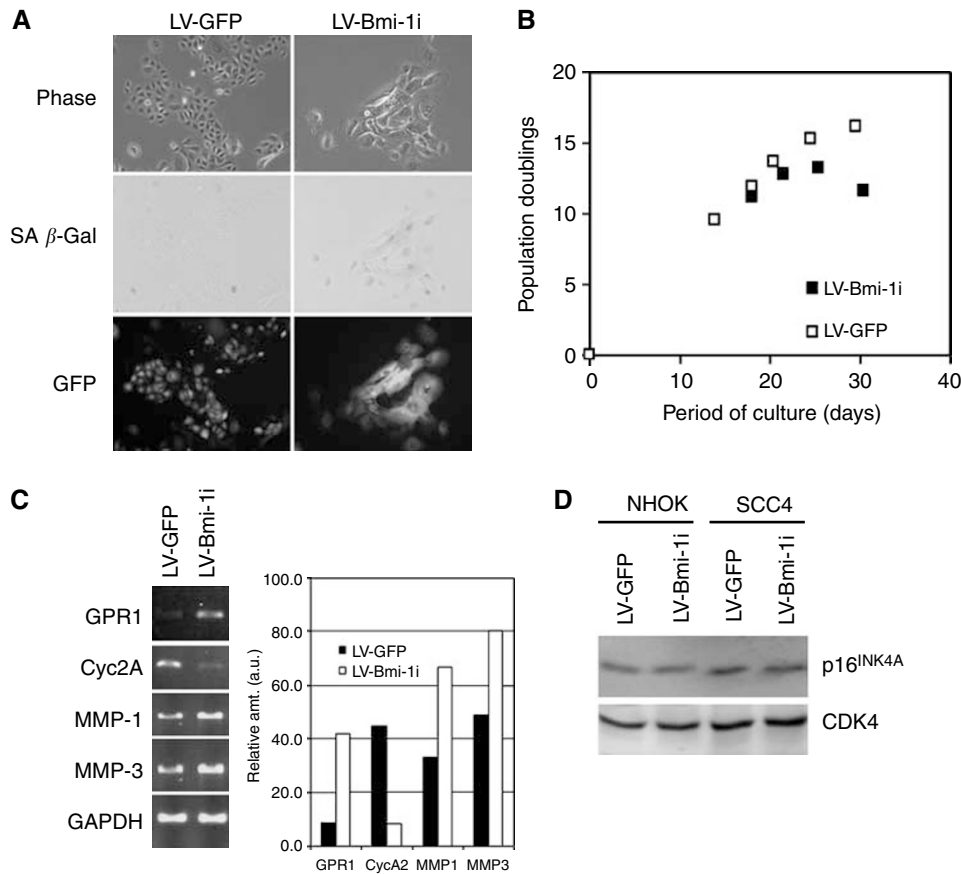 A
LV-GFP LV-Bmi-1i
Phase
SA β-Gal
GFP
B
Population doublings
20
15
10
5
0
0 10 20 30 40
Period of culture (days)
LV-Bmi-1i
LV-GFP
C
LV-GFP LV-Bmi-1i
GPR1
Cyc2A
MMP-1
MMP-3
GAPDH
Relative amt. (a.u.)
100.0
80.0
60.0
40.0
20.0
0.0
LV-GFP
LV-Bmi-1i
GPR1 CycA2 MMP1 MMP3
D
NHOK SCC4
LV-GFP LV-Bmi-1i LV-GFP LV-Bmi-1i
p16INK4A
CDK4